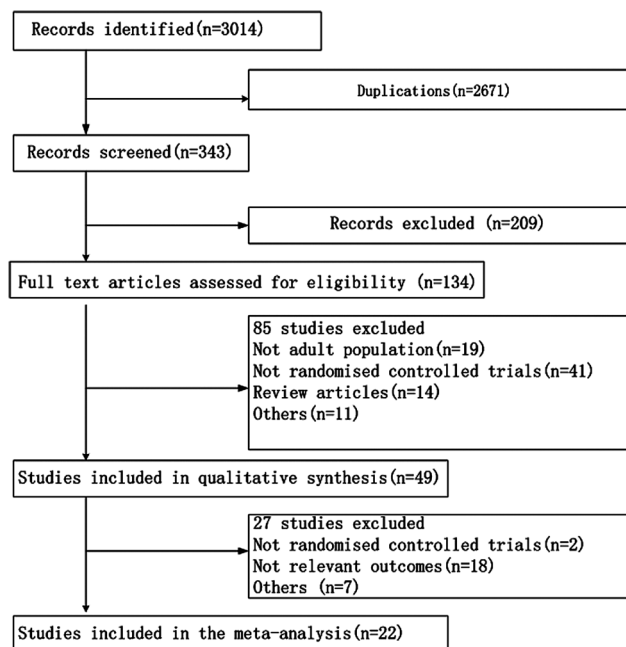 Records identified(n=3014)
Duplications(n=2671)
Records screened(n=343)
Records excluded (n=209)
Full text articles assessed for eligibility (n=134)
85 studies excluded
Not adult population(n=19)
Not randomised controlled trials(n=41)
Review articles(n=14)
Others(n=11)
Studies included in qualitative synthesis(n=49)
27 studies excluded
Not randomised controlled trials(n=2)
Not relevant outcomes(n=18)
Others (n=7)
Studies included in the meta-analysis(n=22)